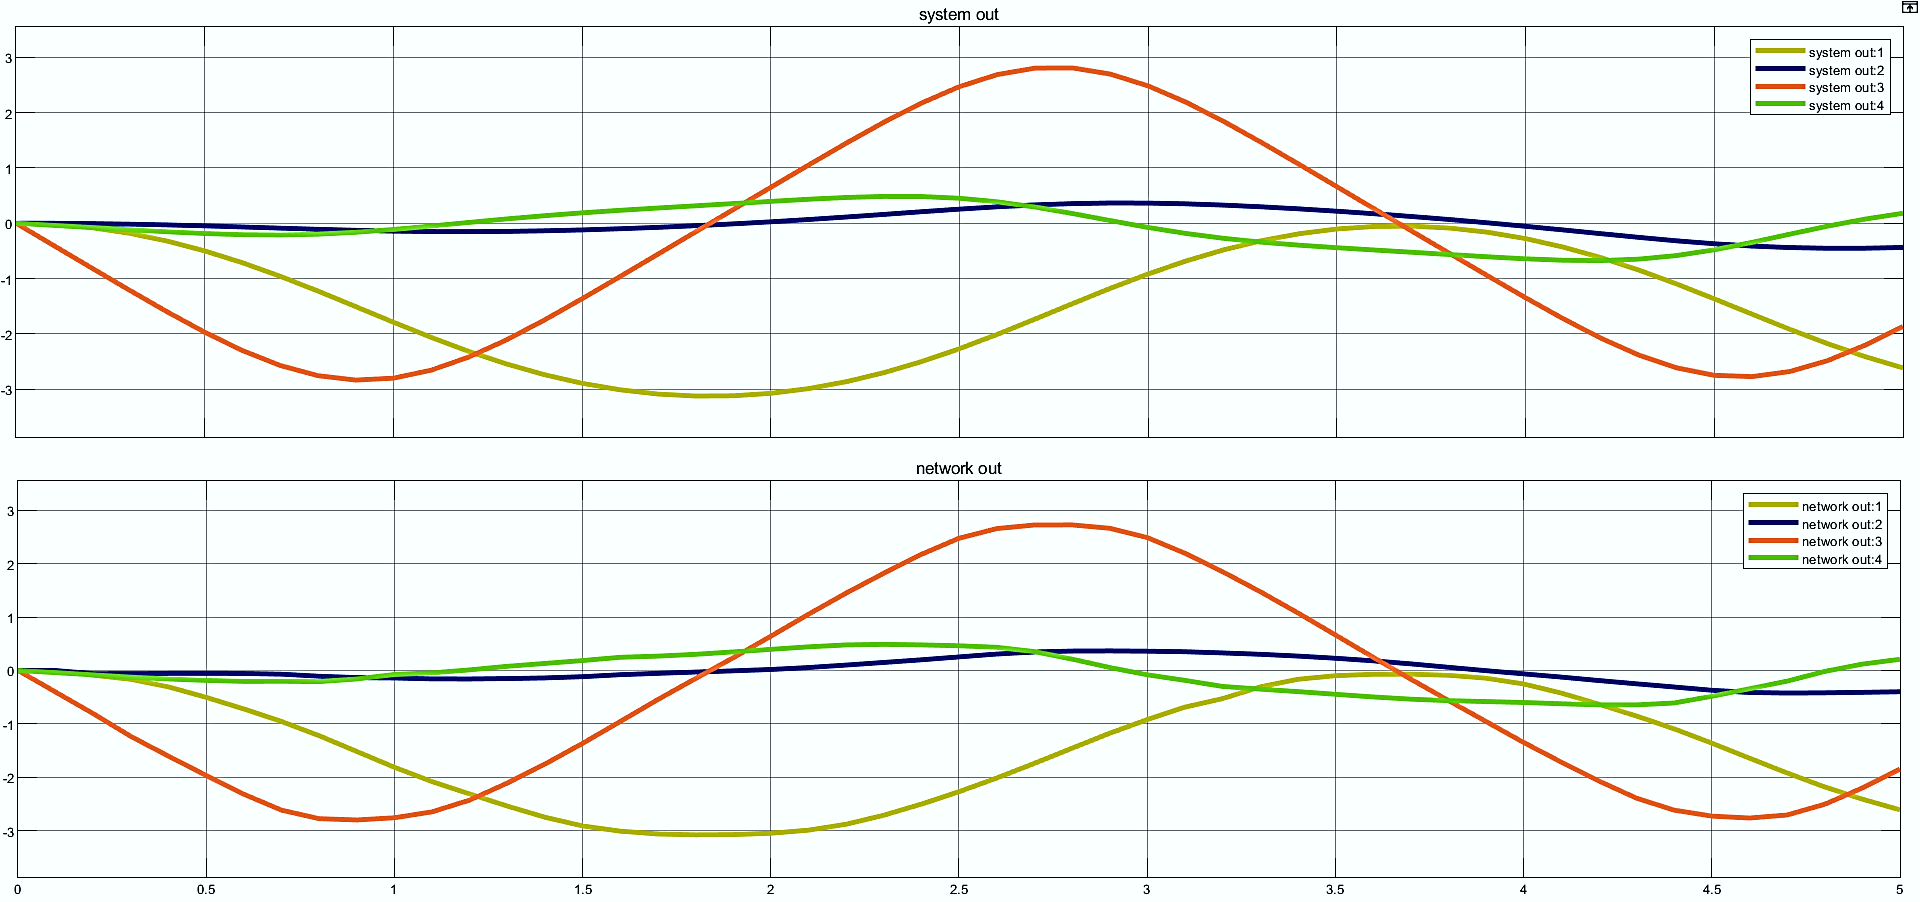 system out
3
2
1
0
-1
-2
-3
system out:1
system out:2
system out:3
system out:4
network out
3
2
1
0
-1
-2
-3
network out:1
network out:2
network out:3
network out:4
0 0.5 1 1.5 2 2.5 3 3.5 4 4.5 5